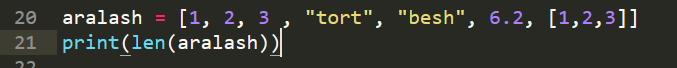 20 aralash = [1, 2, 3 , "tort", "besh", 6.2, [1,2,3]]
21 print(len(aralash))
22